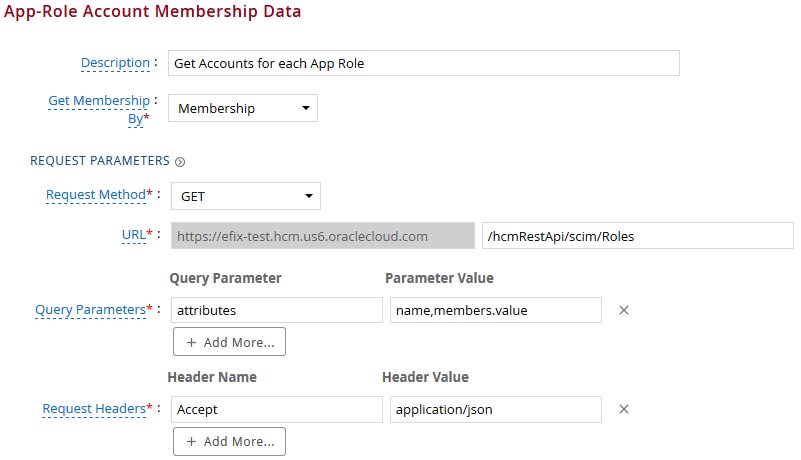 App-Role Account Membership Data
Description : Get Accounts for each App Role
Get Membership : Membership
By*
REQUEST PARAMETERS
Request Method* : GET
URL* : https://efix-test.hcm.us6.oraclecloud.com /hcmRestApi/scim/Roles
Query Parameter Parameter Value
Query Parameters* : attributes name,members.value ×
+ Add More...
Header Name Header Value
Request Headers* : Accept application/json ×
+ Add More...